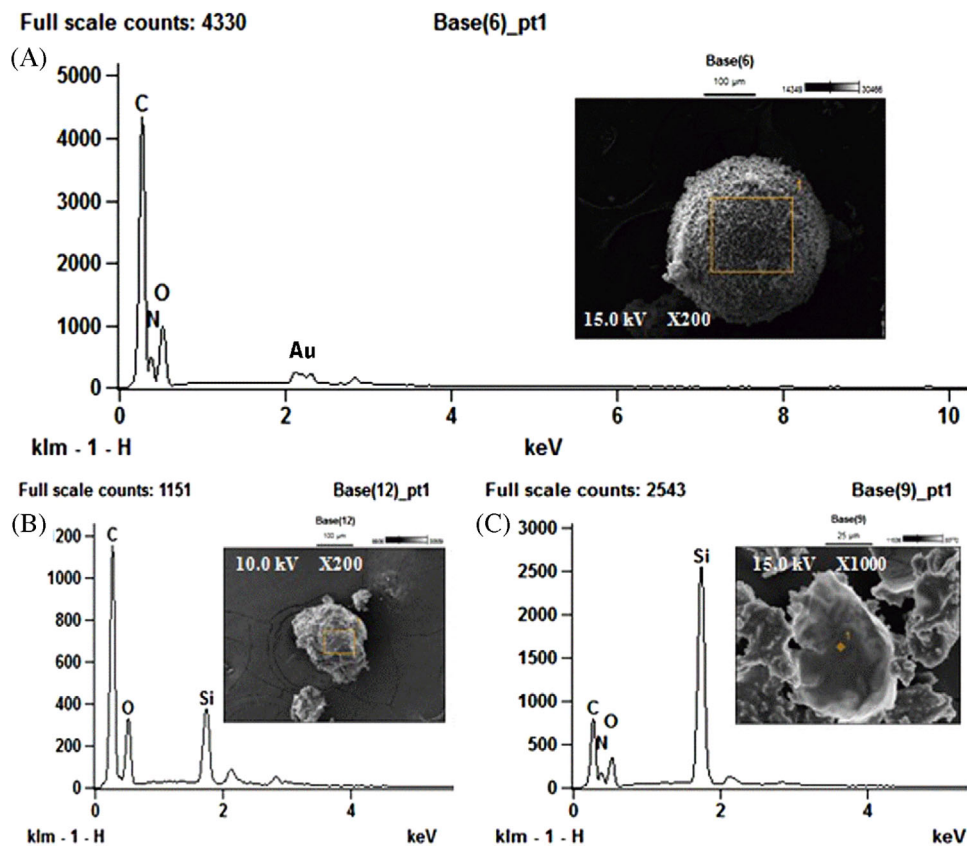 Full scale counts: 4330 Base(6)_pt1
(A)
Base(6)
100 µm 14349 30466
5000
C
4000
3000
2000
O
1000 N
Au
0
15.0 kV X200
1
0 2 4 6 8 10
klm - 1 - H keV
Full scale counts: 1151 Base(12)_pt1
(B)
Base(12)
100 µm
200 C
1000
800
600
400 O Si
200
0
10.0 kV X200
0 2 4
klm - 1 - H keV
Full scale counts: 2543 Base(9)_pt1
(C)
Base(9)
25 µm
3000
Si
2500
2000
1500
1000 C O
500 N
0
15.0 kV X1000
1
0 2 4
klm - 1 - H keV